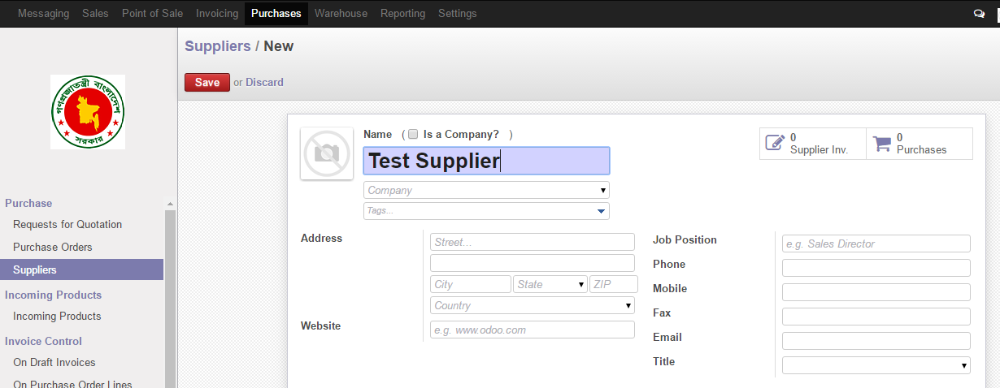 Messaging Sales Point of Sale Invoicing Purchases Warehouse Reporting Settings
Suppliers / New
Save or Discard
গণপ্রজাতন্ত্রী বাংলাদেশ
সরকার
Purchase
Requests for Quotation
Purchase Orders
Suppliers
Incoming Products
Incoming Products
Invoice Control
On Draft Invoices
On Purchase Order Lines
Name ( Is a Company? )
Test Supplier
Company
Tags...
0
Supplier Inv.
0
Purchases
Address
Street...
City State ZIP
Country
Website e.g. www.odoo.com
Job Position e.g. Sales Director
Phone
Mobile
Fax
Email
Title